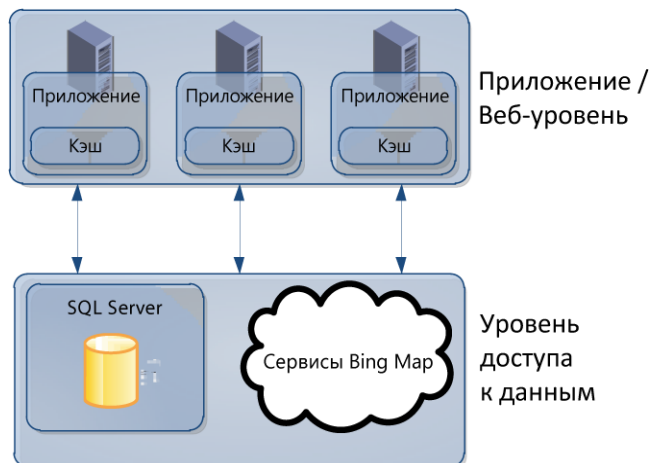 Приложение
Кэш
Приложение
Кэш
Приложение
Кэш
Приложение /
Веб-уровень
SQL Server
Сервисы Bing Map
Уровень
доступа
к данным